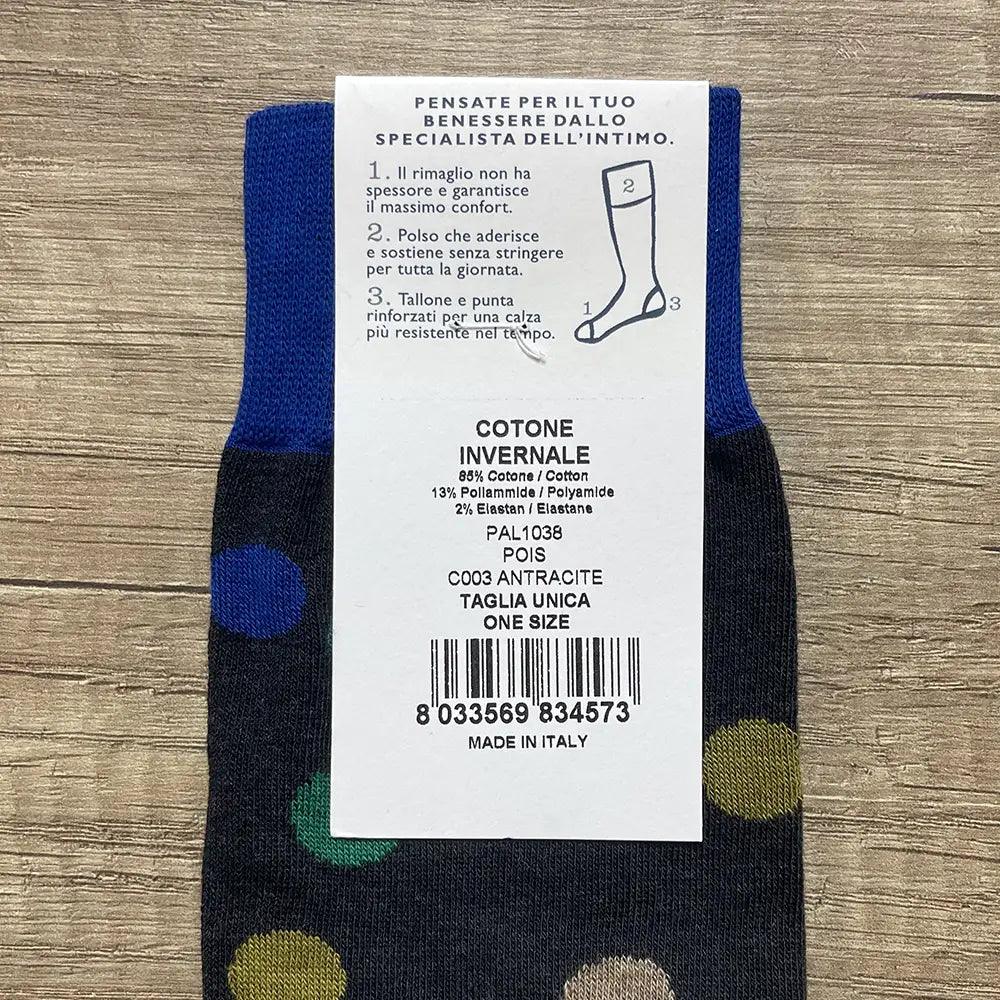 PENSATE PER IL TUO
BENESSERE DALLO
SPECIALISTA DELL'INTIMO.
1. Il rimaglio non ha
spessore e garantisce
il massimo confort.
2. Polso che aderisce
e sostiene senza stringere
per tutta la giornata.
3. Tallone e punta
rinforzati per una calza
più resistente nel tempo.
2
1
3
COTONE
INVERNALE
85% Cotone / Cotton
13% Poliammide / Polyamide
2% Elastan / Elastane
PAL1038
POIS
C003 ANTRACITE
TAGLIA UNICA
ONE SIZE
8 033569 834573
MADE IN ITALY